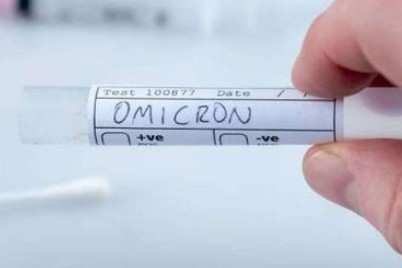 Test 100877 Date / /
OMICRON
+ve -ve